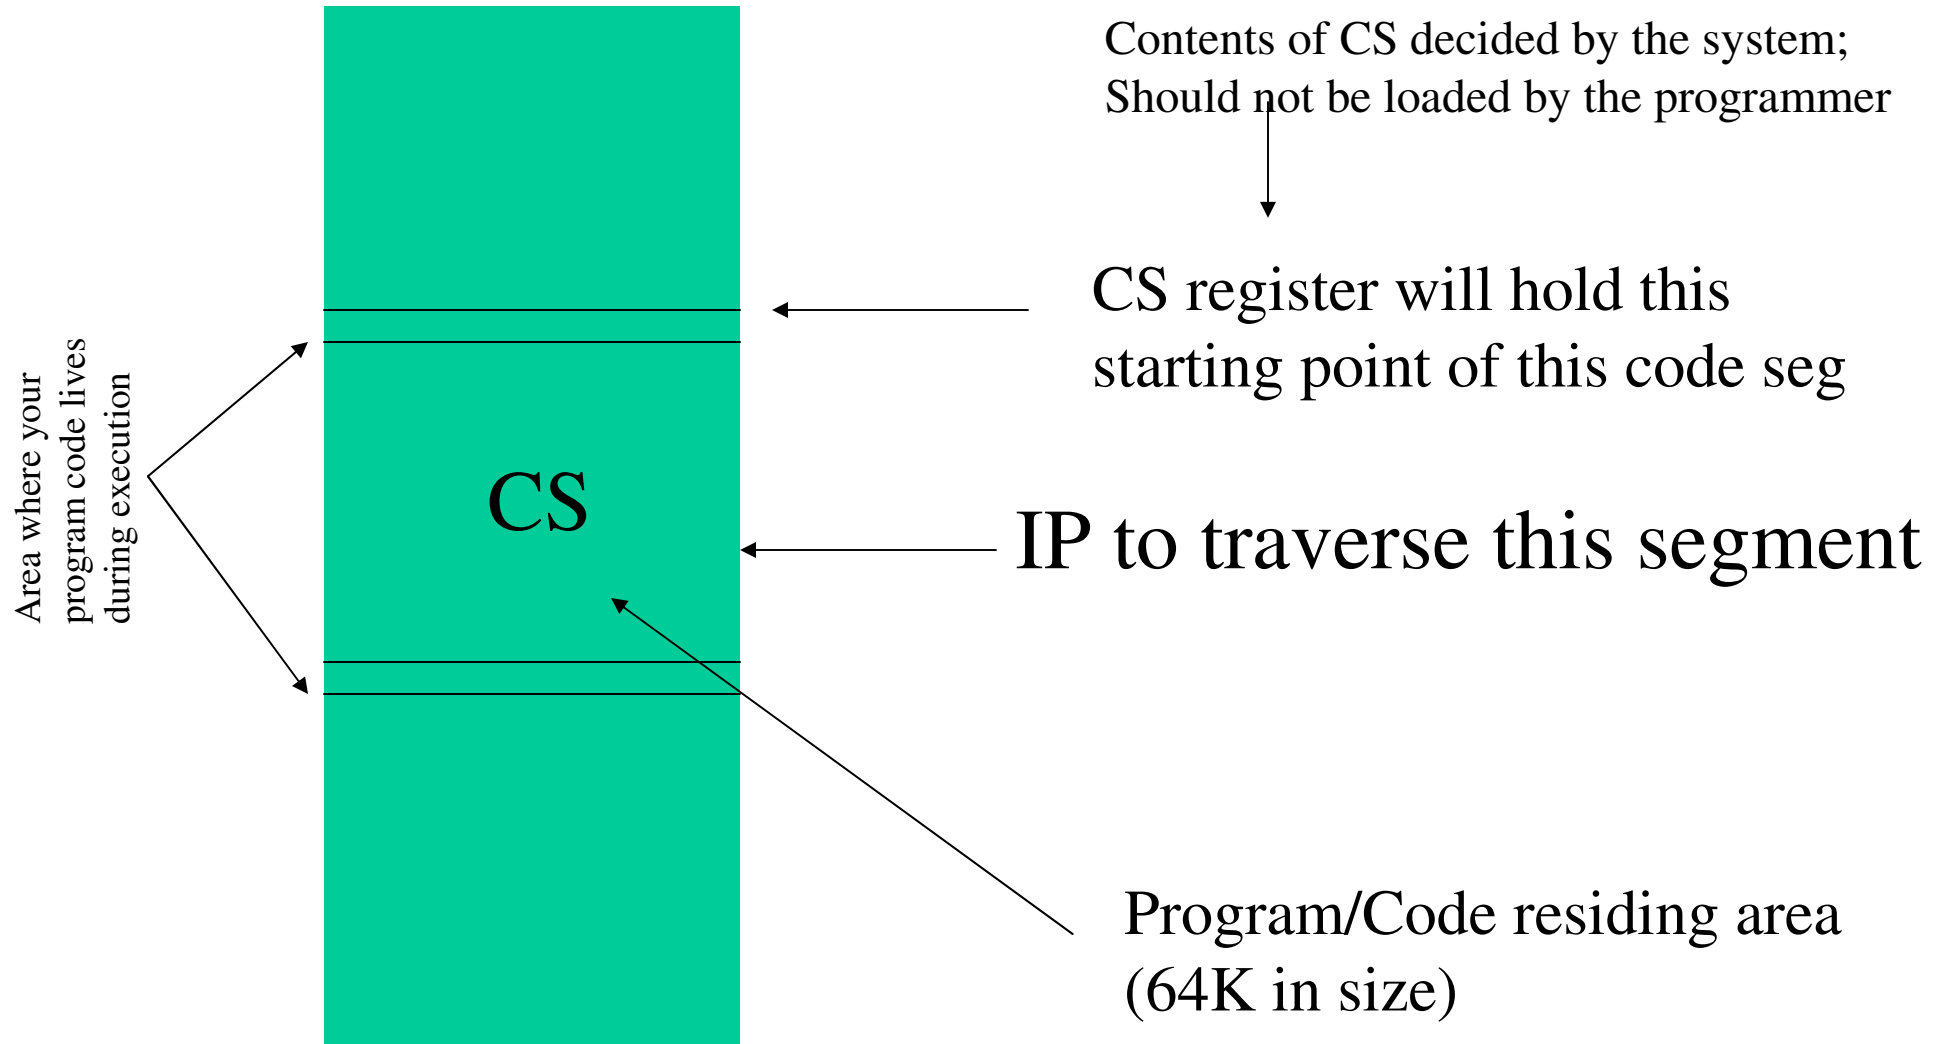 Contents of CS decided by the system;
Should not be loaded by the programmer
CS register will hold this
starting point of this code seg
Area where your
program code lives
during execution
CS
IP to traverse this segment
Program/Code residing area
(64K in size)